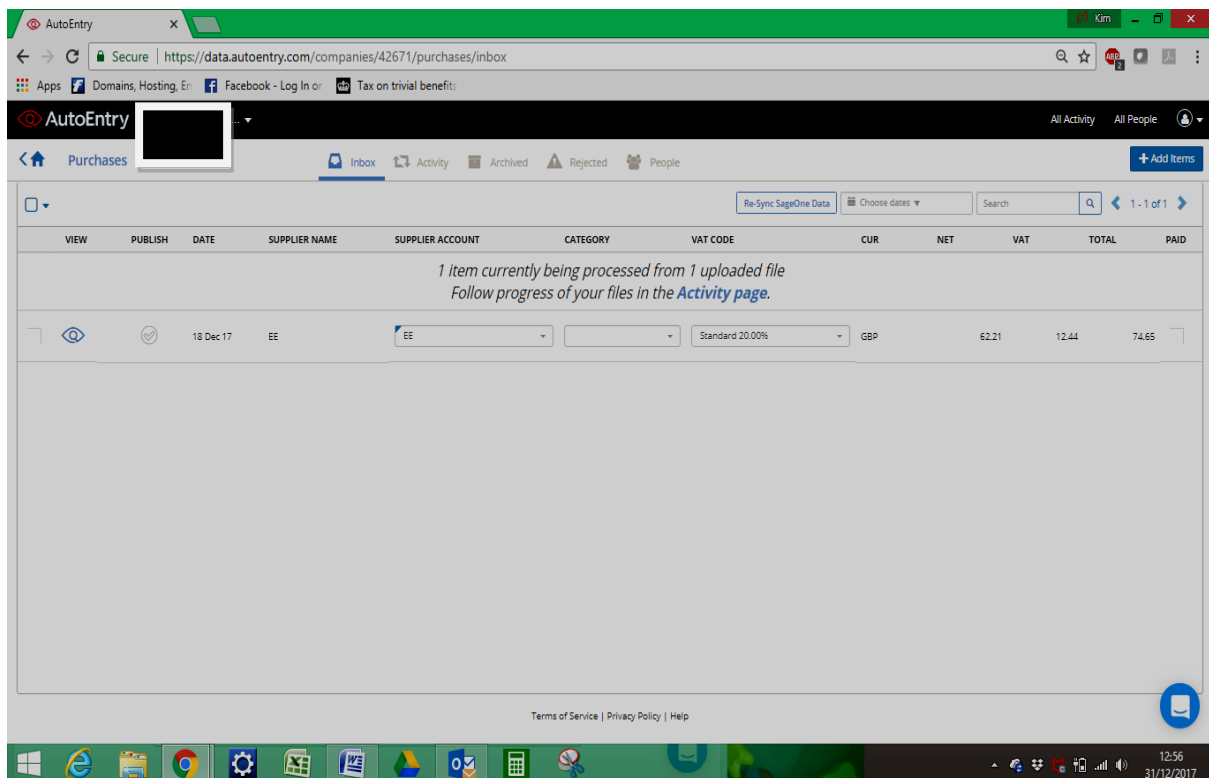 AutoEntry
Kim
Secure | https://data.autoentry.com/companies/42671/purchases/inbox
ABP
2
Apps Domains, Hosting, En Facebook - Log In or Tax on trivial benefits
AutoEntry ... All Activity All People
Purchases Inbox Activity Archived Rejected People + Add Items
Re-Sync SageOne Data Choose dates Search 1 - 1 of 1
VIEW PUBLISH DATE SUPPLIER NAME SUPPLIER ACCOUNT CATEGORY VAT CODE CUR NET VAT TOTAL PAID
1 item currently being processed from 1 uploaded file
Follow progress of your files in the Activity page.
18 Dec 17 EE EE Standard 20.00% GBP 62.21 12.44 74.65
Terms of Service | Privacy Policy | Help
12:56
31/12/2017